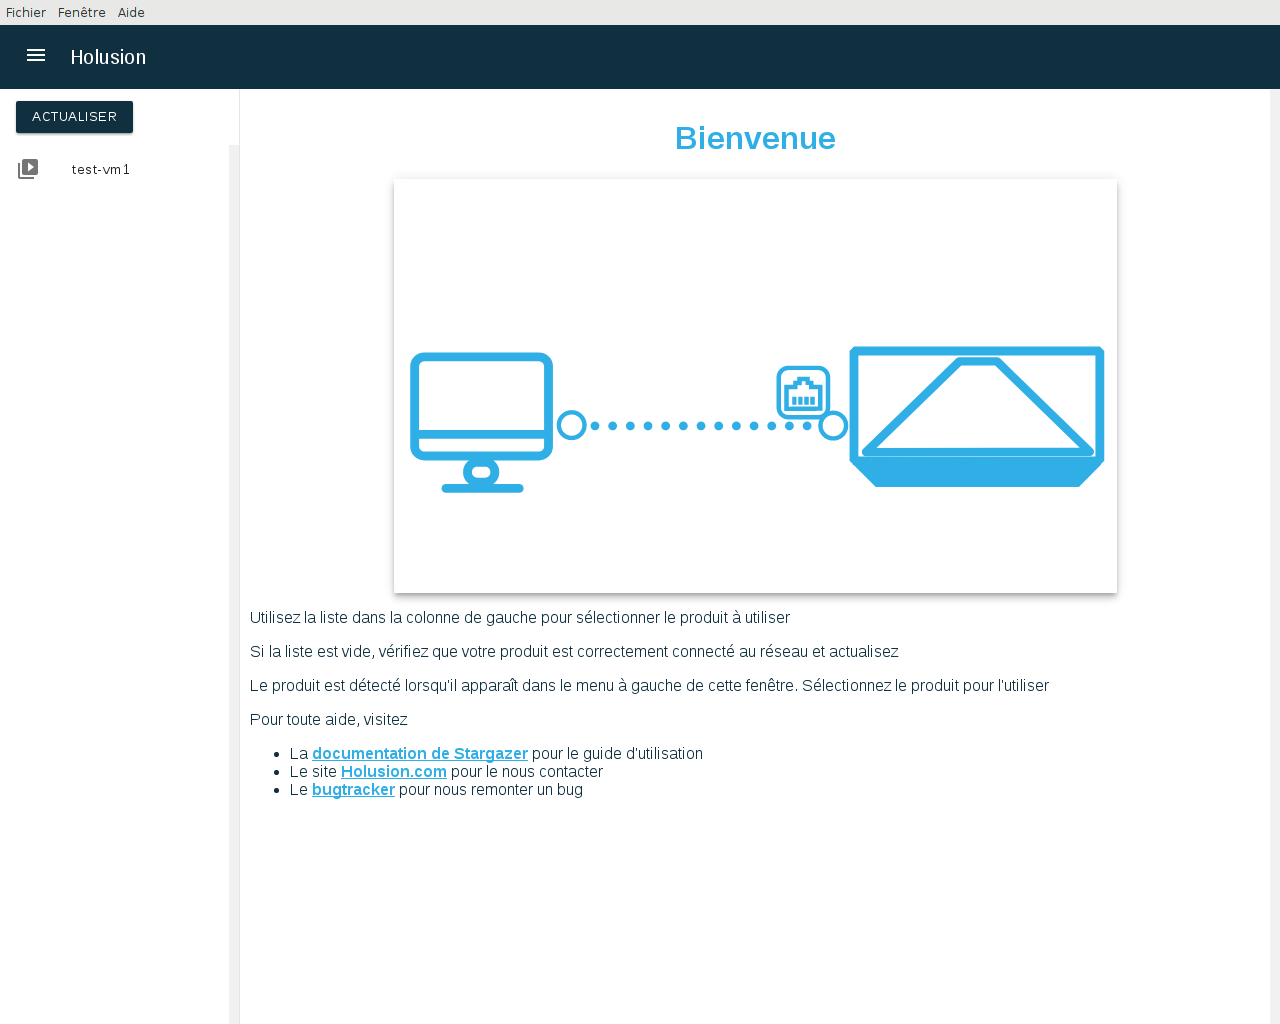 Fichier Fenêtre Aide
Holusion
ACTUALISER
test-vm1
Bienvenue
Utilisez la liste dans la colonne de gauche pour sélectionner le produit à utiliser
Si la liste est vide, vérifiez que votre produit est correctement connecté au réseau et actualisez
Le produit est détecté lorsqu'il apparaît dans le menu à gauche de cette fenêtre. Sélectionnez le produit pour l'utiliser
Pour toute aide, visitez
La documentation de Stargazer pour le guide d'utilisation
Le site Holusion.com pour le nous contacter
Le bugtracker pour nous remonter un bug